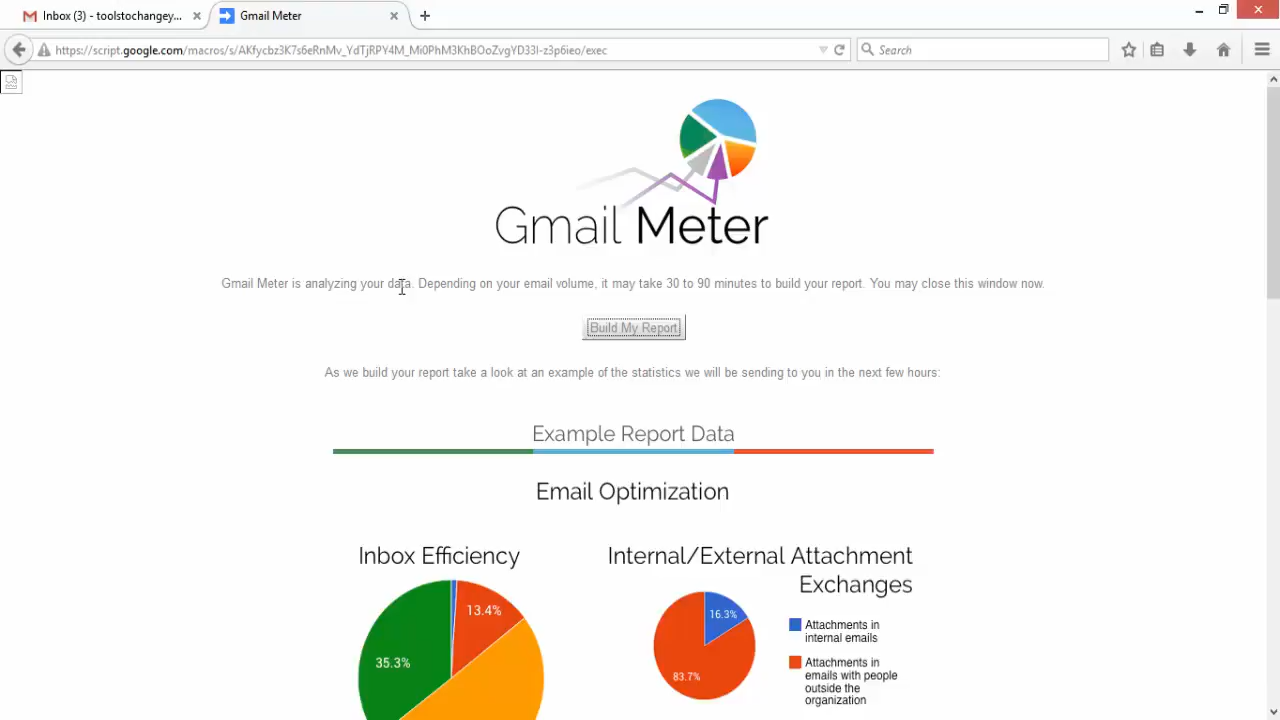 Inbox (3) - toolstochangey...
Gmail Meter
https://script.google.com/macros/s/AKfycbz3K7s6eRnMv_YdTjRPY4M_Mi0PhM3KhBOoZvgYD33l-z3p6ieo/exec
Search
Gmail Meter
Gmail Meter is analyzing your data. Depending on your email volume, it may take 30 to 90 minutes to build your report. You may close this window now.
Build My Report
As we build your report take a look at an example of the statistics we will be sending to you in the next few hours:
Example Report Data
Email Optimization
Inbox Efficiency
13.4%
35.3%
Internal/External Attachment
Exchanges
16.3%
83.7%
Attachments in
internal emails
Attachments in
emails with people
outside the
organization